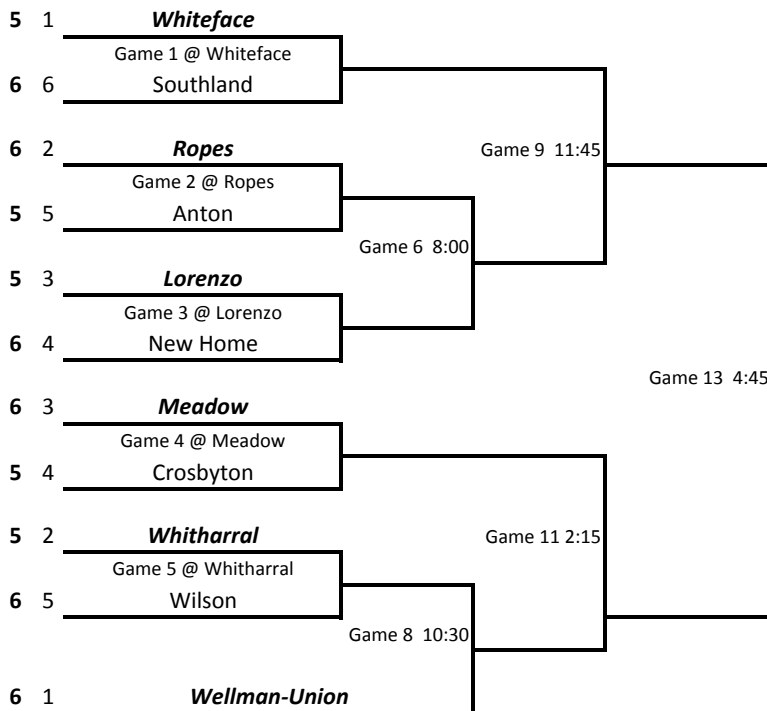 5 1 Whiteface
Game 1 @ Whiteface
6 6 Southland
6 2 Ropes
Game 9 11:45
Game 2 @ Ropes
5 5 Anton
Game 6 8:00
5 3 Lorenzo
Game 3 @ Lorenzo
6 4 New Home
Game 13 4:45
6 3 Meadow
Game 4 @ Meadow
5 4 Crosbyton
5 2 Whitharral
Game 11 2:15
Game 5 @ Whitharral
6 5 Wilson
Game 8 10:30
6 1 Wellman-Union